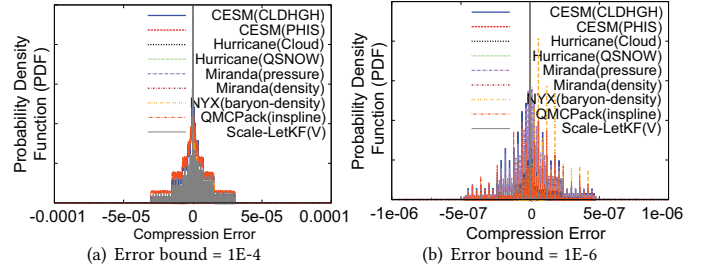 Probability Density
Function (PDF)
CESM(CLDHGH)
CESM(PHIS)
Hurricane(Cloud)
Hurricane(QSNOW)
Miranda(pressure)
Miranda(density)
NYX(baryon-density)
QMCPack(inspline)
Scale-LetKF(V)
-0.0001 -5e-05 0 5e-05 0.0001
Compression Error
(a) Error bound = 1E-4
Probability Density
Function (PDF)
CESM(CLDHGH)
CESM(PHIS)
Hurricane(Cloud)
Hurricane(QSNOW)
Miranda(pressure)
Miranda(density)
NYX(baryon-density)
QMCPack(inspline)
Scale-LetKF(V)
-1e-06 -5e-07 0 5e-07 1e-06
Compression Error
(b) Error bound = 1E-6